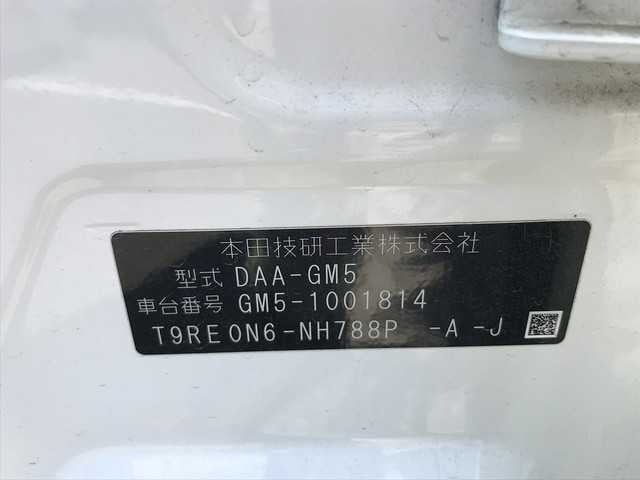 本田技研工業株式会社
型式 DAA-GM5
車台番号 GM5-1001814
T9RE0N6-NH788P -A -J